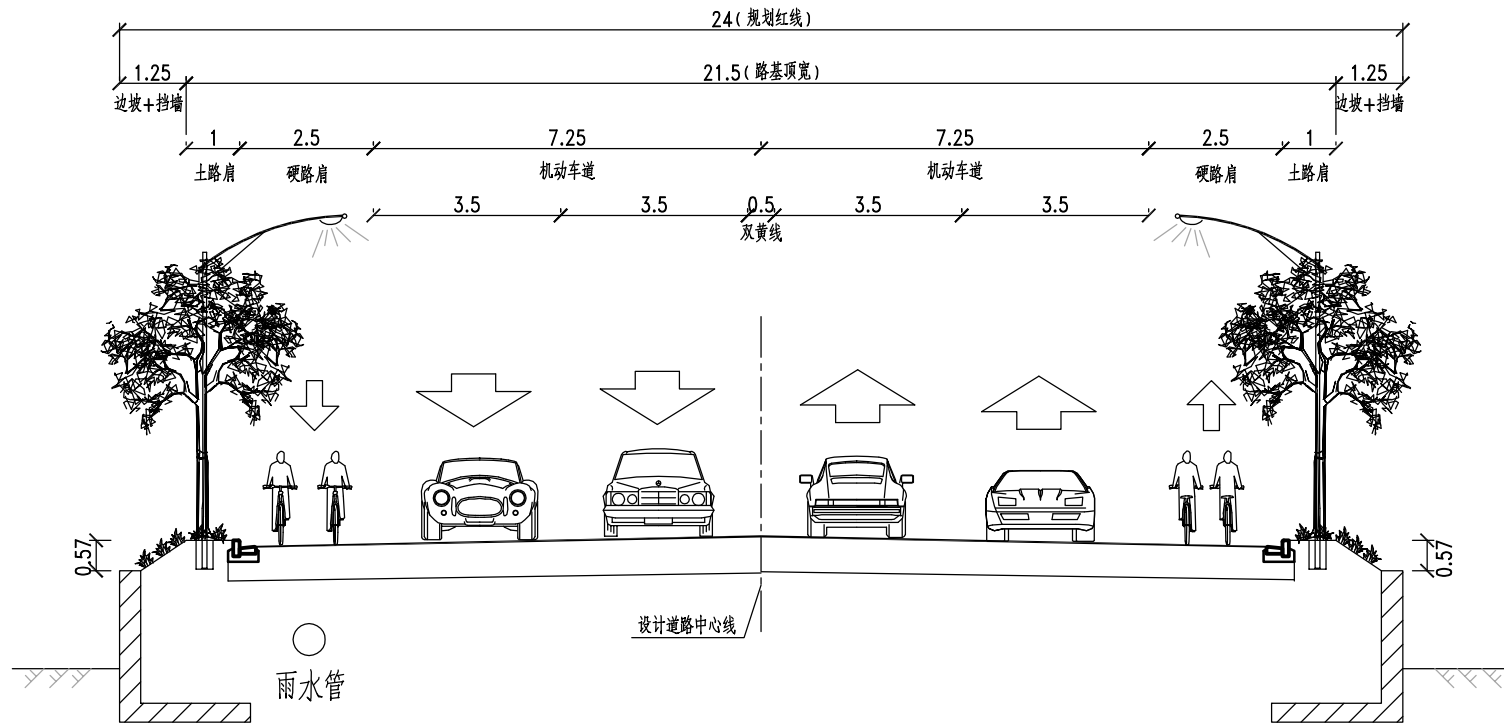 24(规划红线)
1.25
21.5(路基顶宽)
1.25
边坡+挡墙
边坡+挡墙
1
2.5
7.25
7.25
2.5
1
土路肩
硬路肩
机动车道
机动车道
硬路肩
土路肩
3.5
3.5
0.5
3.5
3.5
双黄线
0.57
0.57
设计道路中心线
雨水管